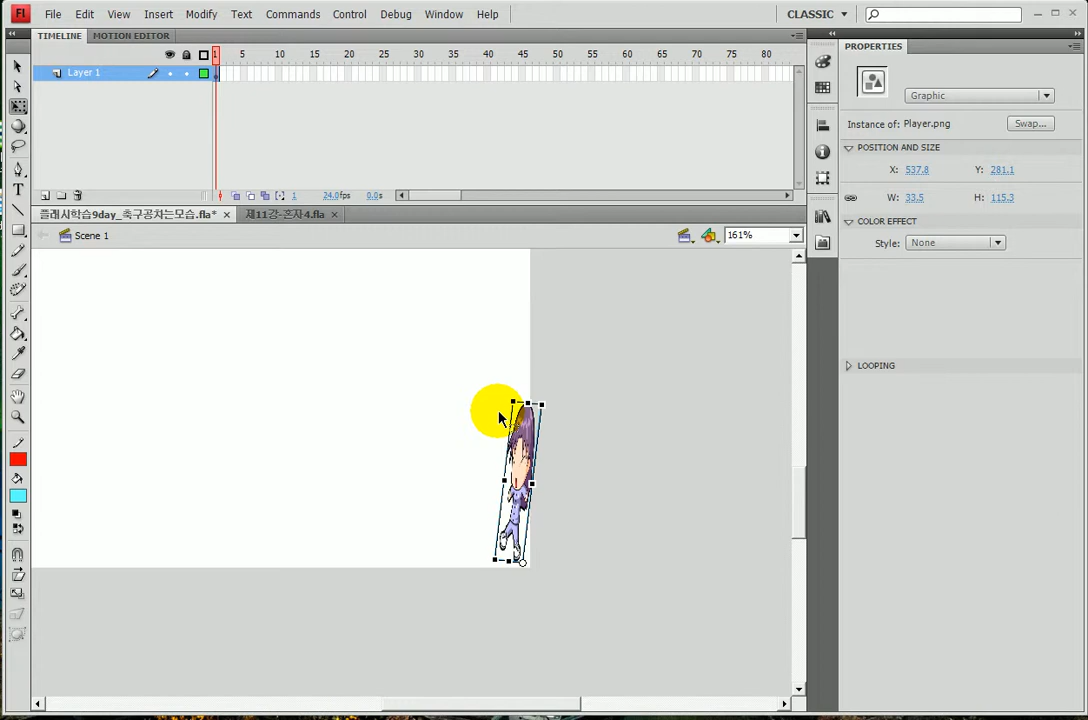 Fl File Edit View Insert Modify Text Commands Control Debug Window Help CLASSIC
TIMELINE MOTION EDITOR
1 5 10 15 20 25 30 35 40 45 50 55 60 65 70 75 80
Layer 1
1 24.0fps 0.0s
플래시학습9day_축구공차는모습.fla* 제11강-혼자4.fla
Scene 1 161%
PROPERTIES
Graphic
Instance of: Player.png Swap...
POSITION AND SIZE
X: 537.8 Y: 281.1
W: 33.5 H: 115.3
COLOR EFFECT
Style: None
LOOPING